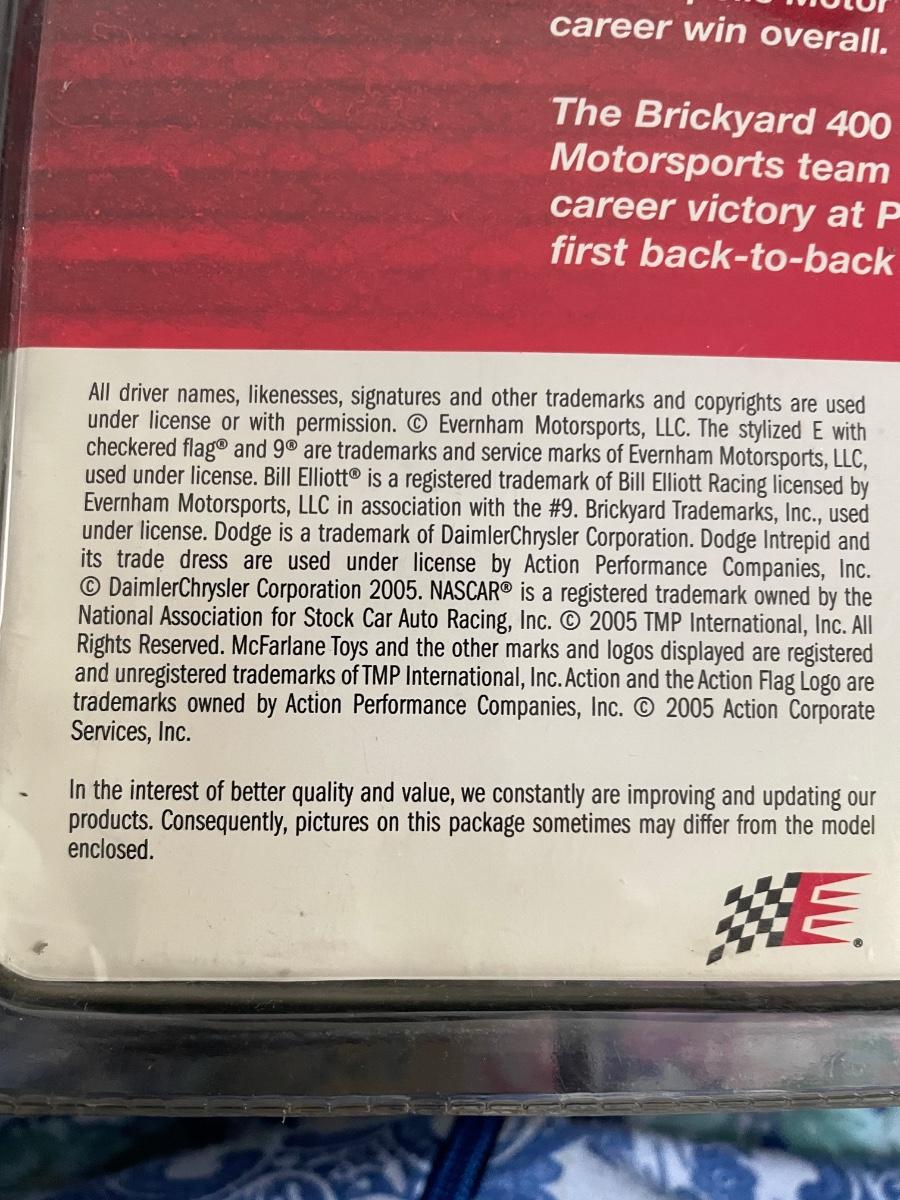 Motor
career win overall.
The Brickyard 400
Motorsports team
career victory at P
first back-to-back
All driver names, likenesses, signatures and other trademarks and copyrights are used
under license or with permission. © Evernham Motorsports, LLC. The stylized E with
checkered flag® and 9® are trademarks and service marks of Evernham Motorsports, LLC,
used under license. Bill Elliott® is a registered trademark of Bill Elliott Racing licensed by
Evernham Motorsports, LLC in association with the #9. Brickyard Trademarks, Inc., used
under license. Dodge is a trademark of DaimlerChrysler Corporation. Dodge Intrepid and
its trade dress are used under license by Action Performance Companies, Inc.
© DaimlerChrysler Corporation 2005. NASCAR® is a registered trademark owned by the
National Association for Stock Car Auto Racing, Inc. © 2005 TMP International, Inc. All
Rights Reserved. McFarlane Toys and the other marks and logos displayed are registered
and unregistered trademarks of TMP International, Inc. Action and the Action Flag Logo are
trademarks owned by Action Performance Companies, Inc. © 2005 Action Corporate
Services, Inc.
In the interest of better quality and value, we constantly are improving and updating our
products. Consequently, pictures on this package sometimes may differ from the model
enclosed.
E®